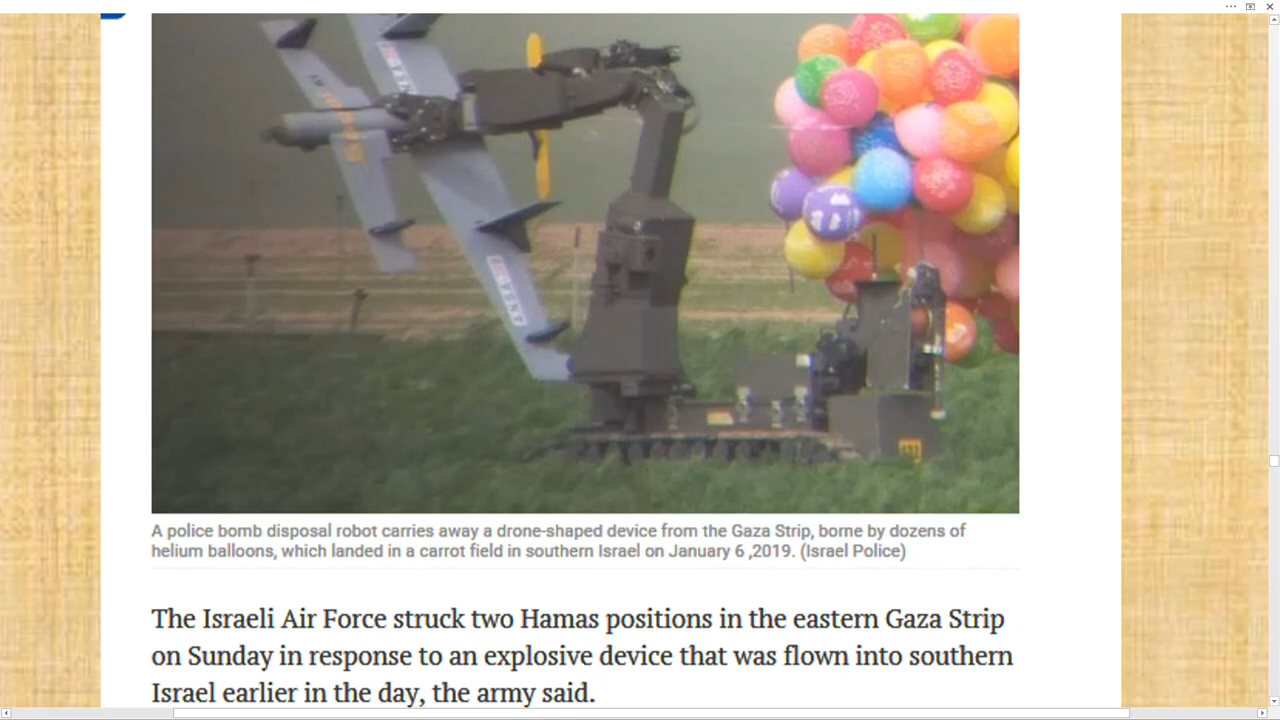 A police bomb disposal robot carries away a drone-shaped device from the Gaza Strip, borne by dozens of
helium balloons, which landed in a carrot field in southern Israel on January 6 ,2019. (Israel Police)
The Israeli Air Force struck two Hamas positions in the eastern Gaza Strip
on Sunday in response to an explosive device that was flown into southern
Israel earlier in the day, the army said.